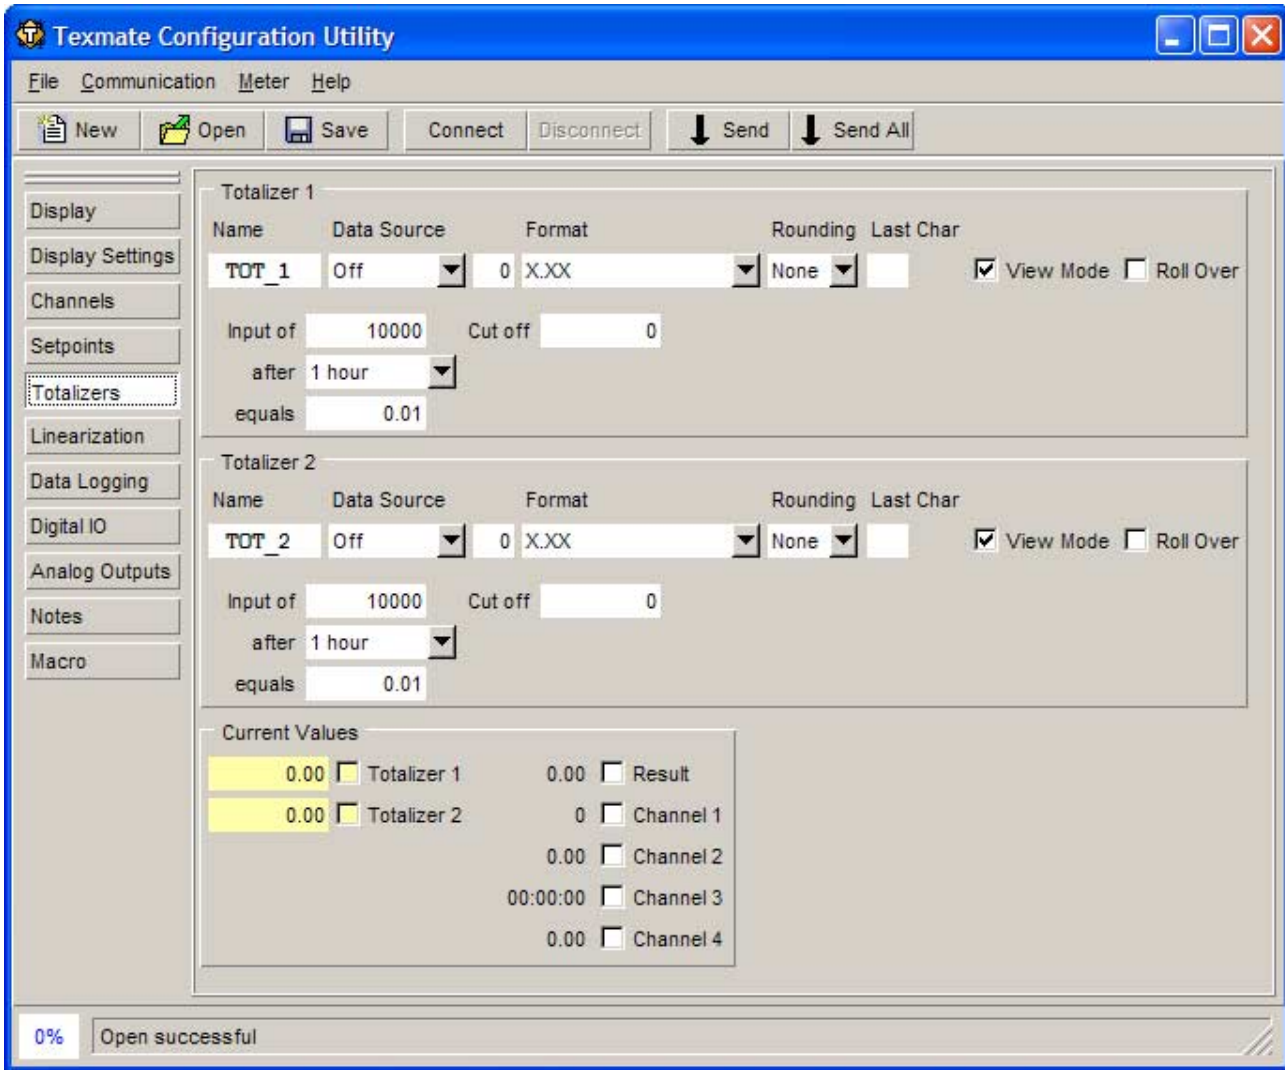 Texmate Configuration Utility
File Communication Meter Help
New Open Save Connect Disconnect Send Send All
Display
Display Settings
Channels
Setpoints
Totalizers
Linearization
Data Logging
Digital IO
Analog Outputs
Notes
Macro
Totalizer 1
Name Data Source Format Rounding Last Char
TOT_1 Off 0 X.XX None View Mode Roll Over
Input of 10000 Cut off 0
after 1 hour
equals 0.01
Totalizer 2
Name Data Source Format Rounding Last Char
TOT_2 Off 0 X.XX None View Mode Roll Over
Input of 10000 Cut off 0
after 1 hour
equals 0.01
Current Values
0.00 Totalizer 1 0.00 Result
0.00 Totalizer 2 0 Channel 1
0.00 Channel 2
00:00:00 Channel 3
0.00 Channel 4
0% Open successful